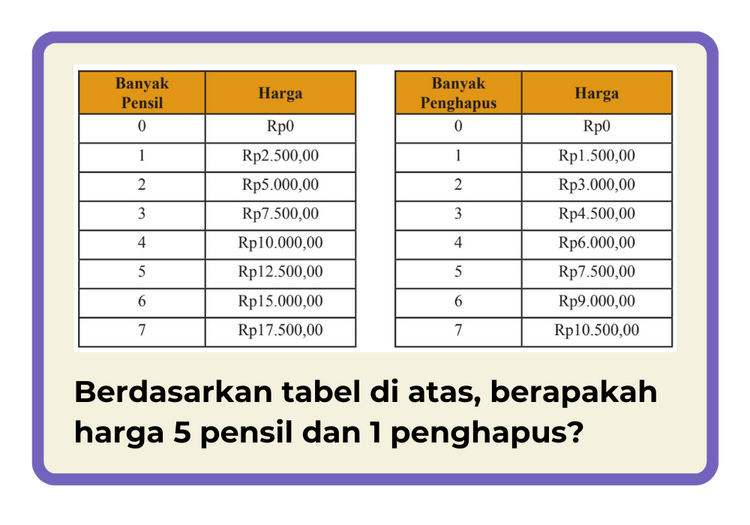 Banyak Pensil Harga
0 Rp0
1 Rp2.500,00
2 Rp5.000,00
3 Rp7.500,00
4 Rp10.000,00
5 Rp12.500,00
6 Rp15.000,00
7 Rp17.500,00
Banyak Penghapus Harga
0 Rp0
1 Rp1.500,00
2 Rp3.000,00
3 Rp4.500,00
4 Rp6.000,00
5 Rp7.500,00
6 Rp9.000,00
7 Rp10.500,00
Berdasarkan tabel di atas, berapakah
harga 5 pensil dan 1 penghapus?